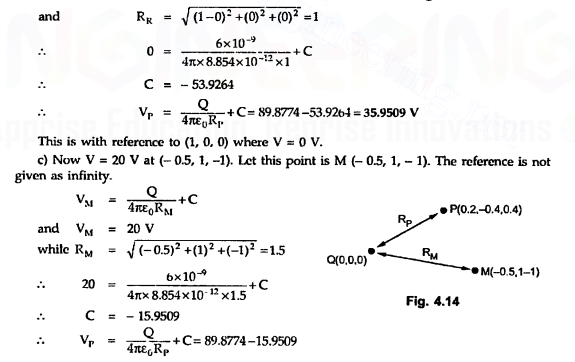 and R_R = √((1−0)² + (0)² + (0)²) = 1
∴ 0 = 6×10⁻⁹ / (4π×8.854×10⁻¹²×1) + C
∴ C = − 53.9264
∴ V_P = Q / (4πε₀R_P) + C = 89.8774−53.9264 = 35.9509 V
This is with reference to (1, 0, 0) where V = 0 V.
c) Now V = 20 V at (− 0.5, 1, −1). Let this point is M (− 0.5, 1, − 1). The reference is not
given as infinity.
V_M = Q / (4πε₀R_M) + C
and V_M = 20 V
while R_M = √((−0.5)² + (1)² + (−1)²) = 1.5
∴ 20 = 6×10⁻⁹ / (4π×8.854×10⁻¹²×1.5) + C
∴ C = − 15.9509
∴ V_P = Q / (4πε₀R_P) + C = 89.8774−15.9509
P(0.2,−0.4,0.4)
R_P
Q(0,0,0)
R_M
M(−0.5,1−1)
Fig. 4.14